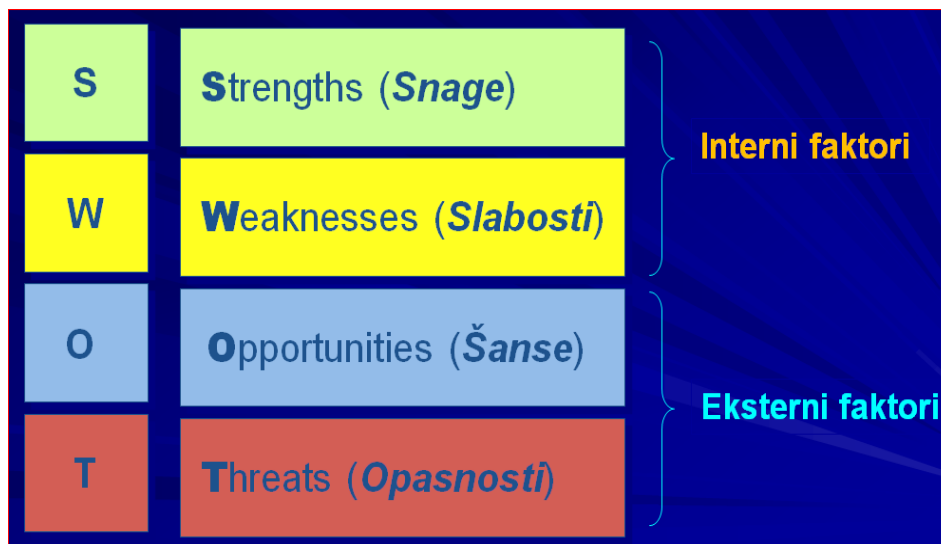 S
Strengths (Snage)
W
Weaknesses (Slabosti)
Interni faktori
O
Opportunities (Šanse)
T
Threats (Opasnosti)
Eksterni faktori